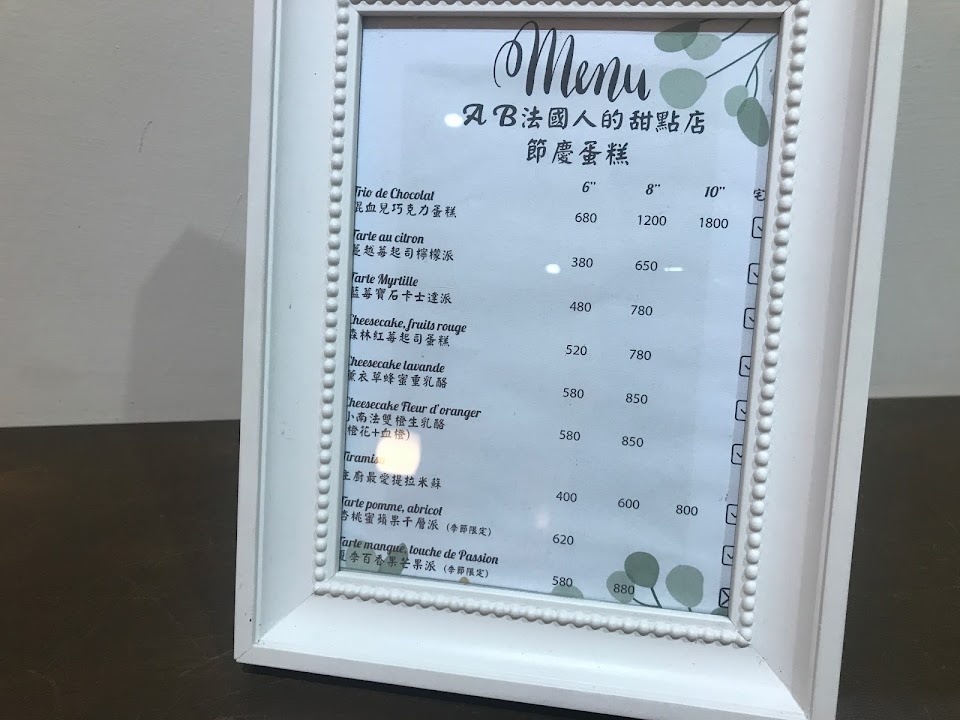 Menu
AB法國人的甜點店
節慶蛋糕
6" 8" 10" 宅
Trio de Chocolat
混血兒巧克力蛋糕 680 1200 1800
Tarte au citron
蔓越莓起司檸檬派 380 650
Tarte Myrtille
藍莓寶石卡士達派 480 780
Cheesecake, fruits rouge
森林紅莓起司蛋糕 520 780
Cheesecake lavande
薰衣草蜂蜜重乳酪 580 850
Cheesecake Fleur d'oranger
小南法雙橙生乳酪 580 850
(橙花+血橙)
Tiramisu
主廚最愛提拉米蘇 400 600 800
Tarte pomme, abricot
杏桃蜜蘋果千層派 (季節限定) 620
Tarte mangue, touche de Passion
夏季百香果芒果派 (季節限定) 580 880